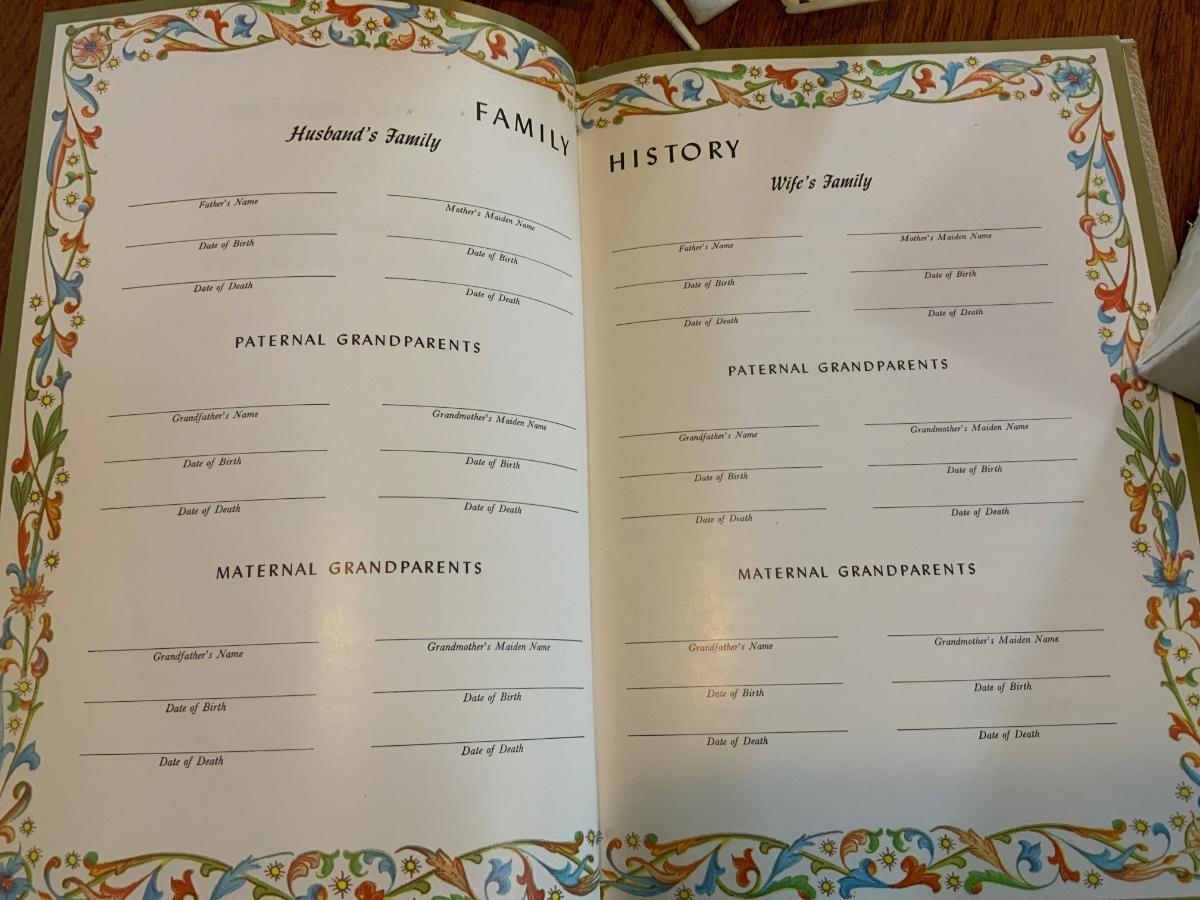 FAMILY HISTORY
Husband's Family
Father's Name Mother's Maiden Name
Date of Birth Date of Birth
Date of Death Date of Death
PATERNAL GRANDPARENTS
Grandfather's Name Grandmother's Maiden Name
Date of Birth Date of Birth
Date of Death Date of Death
MATERNAL GRANDPARENTS
Grandfather's Name Grandmother's Maiden Name
Date of Birth Date of Birth
Date of Death Date of Death
Wife's Family
Father's Name Mother's Maiden Name
Date of Birth Date of Birth
Date of Death Date of Death
PATERNAL GRANDPARENTS
Grandfather's Name Grandmother's Maiden Name
Date of Birth Date of Birth
Date of Death Date of Death
MATERNAL GRANDPARENTS
Grandfather's Name Grandmother's Maiden Name
Date of Birth Date of Birth
Date of Death Date of Death